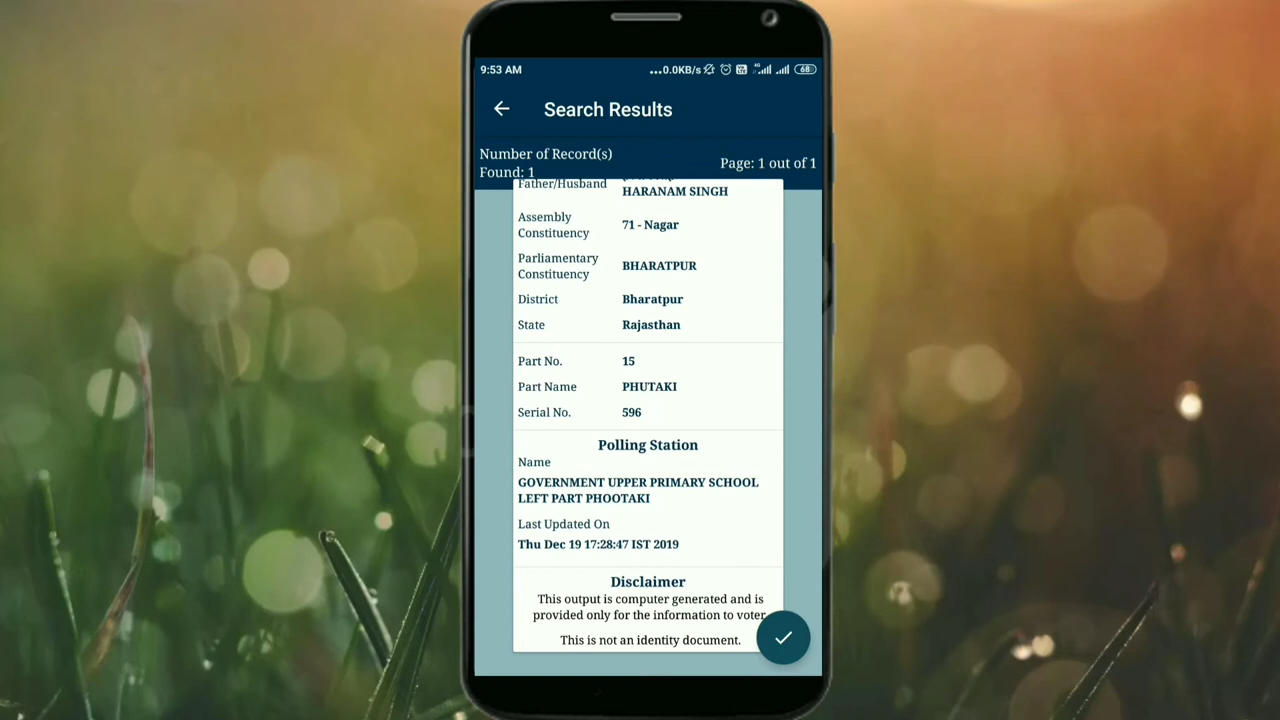 9:53 AM
...0.0KB/s 4G 68
Search Results
Number of Record(s)
Found: 1
Page: 1 out of 1
Father/Husband
HARANAM SINGH
Assembly
Constituency
71 - Nagar
Parliamentary
Constituency
BHARATPUR
District
Bharatpur
State
Rajasthan
Part No.
15
Part Name
PHUTAKI
Serial No.
596
Polling Station
Name
GOVERNMENT UPPER PRIMARY SCHOOL
LEFT PART PHOOTAKI
Last Updated On
Thu Dec 19 17:28:47 IST 2019
Disclaimer
This output is computer generated and is
provided only for the information to voter
This is not an identity document.